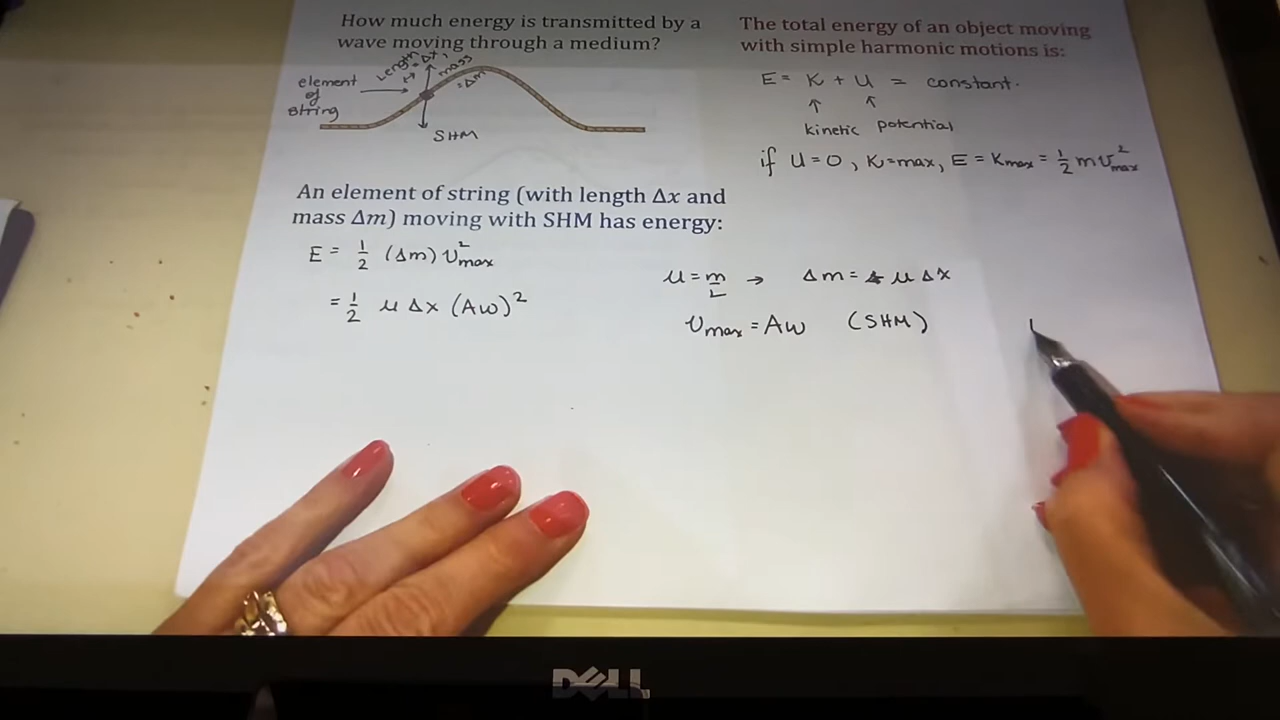 How much energy is transmitted by a
wave moving through a medium?
element
of
string
Length
= Δx,
mass
= Δm
SHM
The total energy of an object moving
with simple harmonic motions is:
E = K + U = constant.
↑ ↑
kinetic potential
if U = 0, K = max, E = Kmax = 1/2 m v²max
An element of string (with length Δx and
mass Δm) moving with SHM has energy:
E = 1/2 (Δm) v²max
= 1/2 μ Δx (Aω)²
μ = m/L → Δm = μ Δx
vmax = Aω (SHM)
DELL